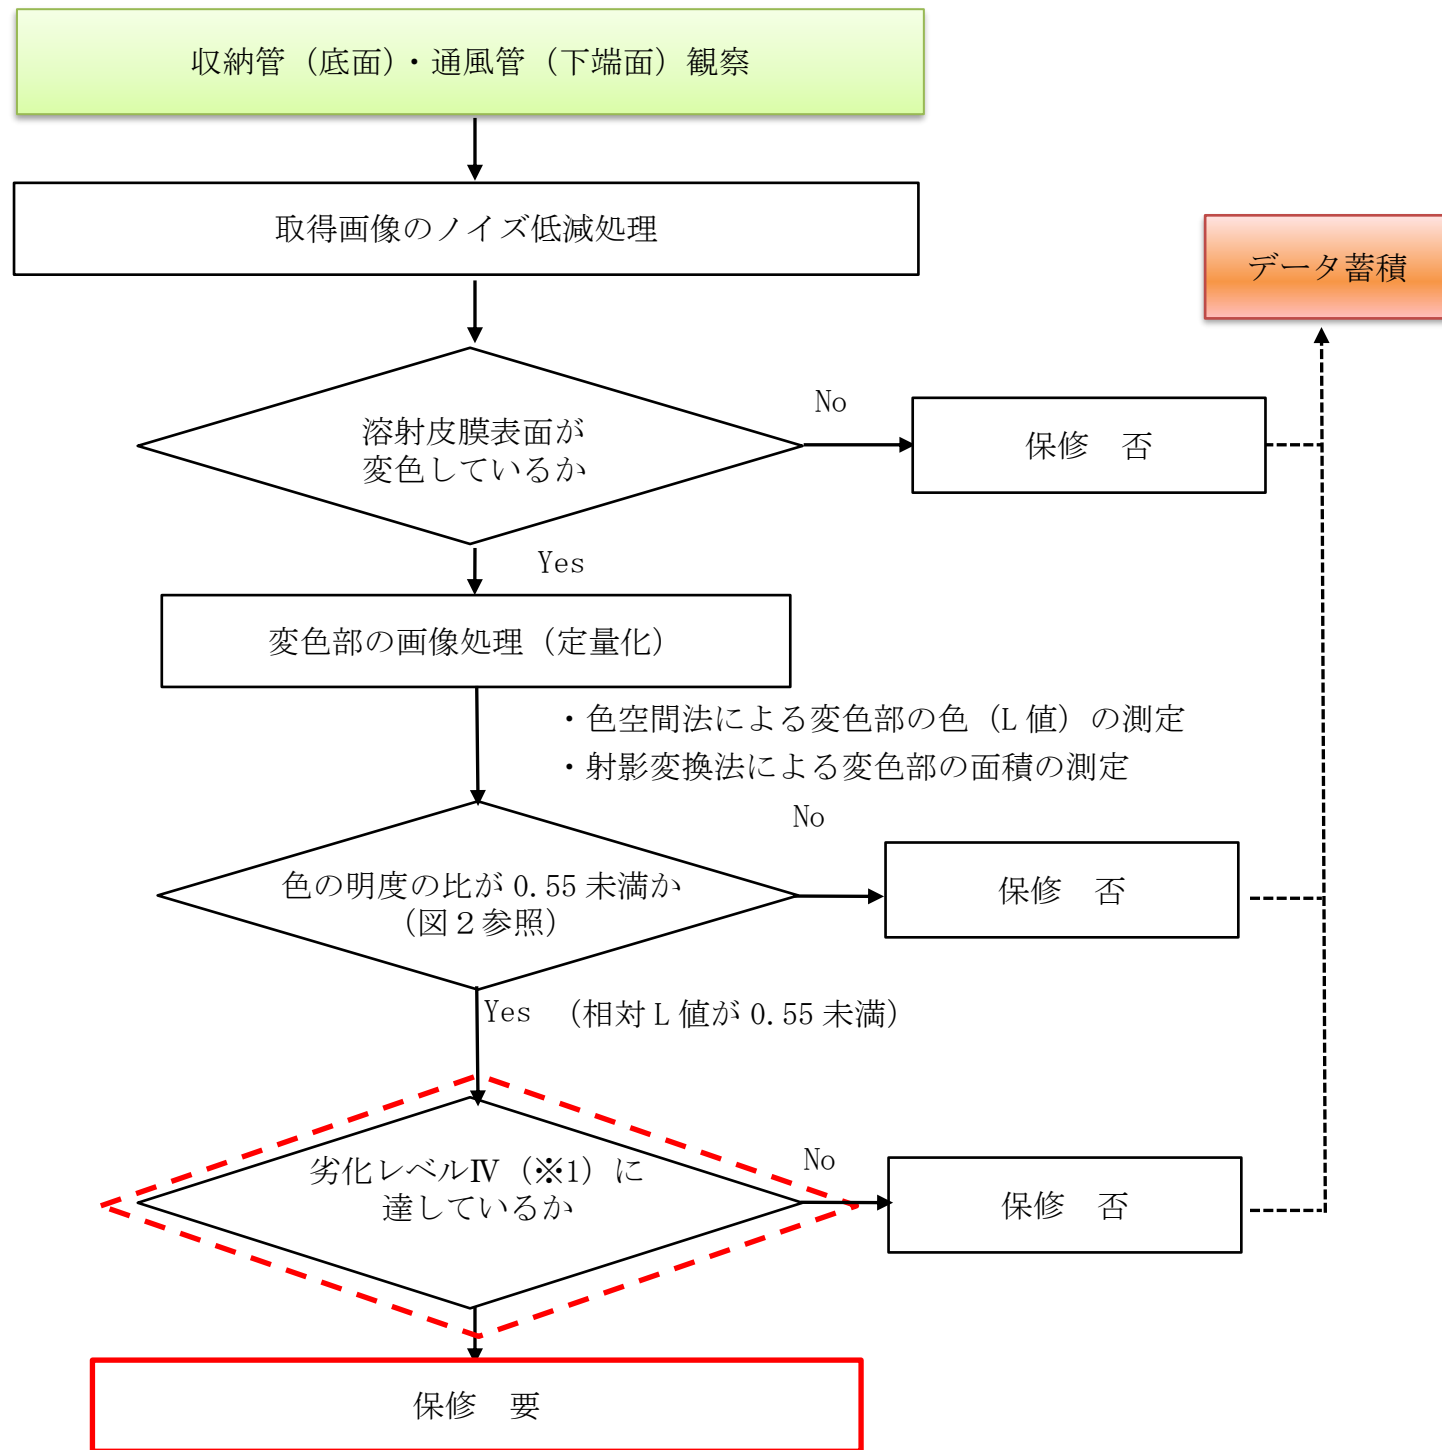 収納管（底面）・通風管（下端面）観察
取得画像のノイズ低減処理
データ蓄積
溶射皮膜表面が
変色しているか
No
保修　否
Yes
変色部の画像処理（定量化）
・色空間法による変色部の色（L 値）の測定
・射影変換法による変色部の面積の測定
色の明度の比が 0.55 未満か
（図２参照）
No
保修　否
Yes （相対 L 値が 0.55 未満）
劣化レベルⅣ（※1）に
達しているか
No
保修　否
保修　要